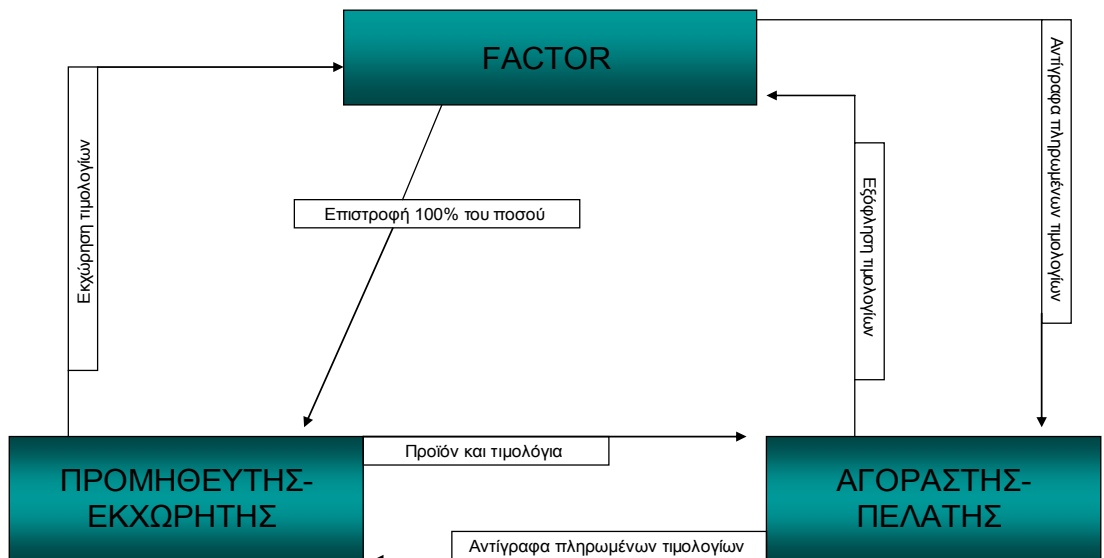 FACTOR
Εκχώρηση τιμολογίων
Αντίγραφα πληρωμένων τιμολογίων
Εξόφληση τιμολογίων
Επιστροφή 100% του ποσού
Προϊόν και τιμολόγια
ΠΡΟΜΗΘΕΥΤΗΣ-
ΕΚΧΩΡΗΤΗΣ
ΑΓΟΡΑΣΤΗΣ-
ΠΕΛΑΤΗΣ
Αντίγραφα πληρωμένων τιμολογίων